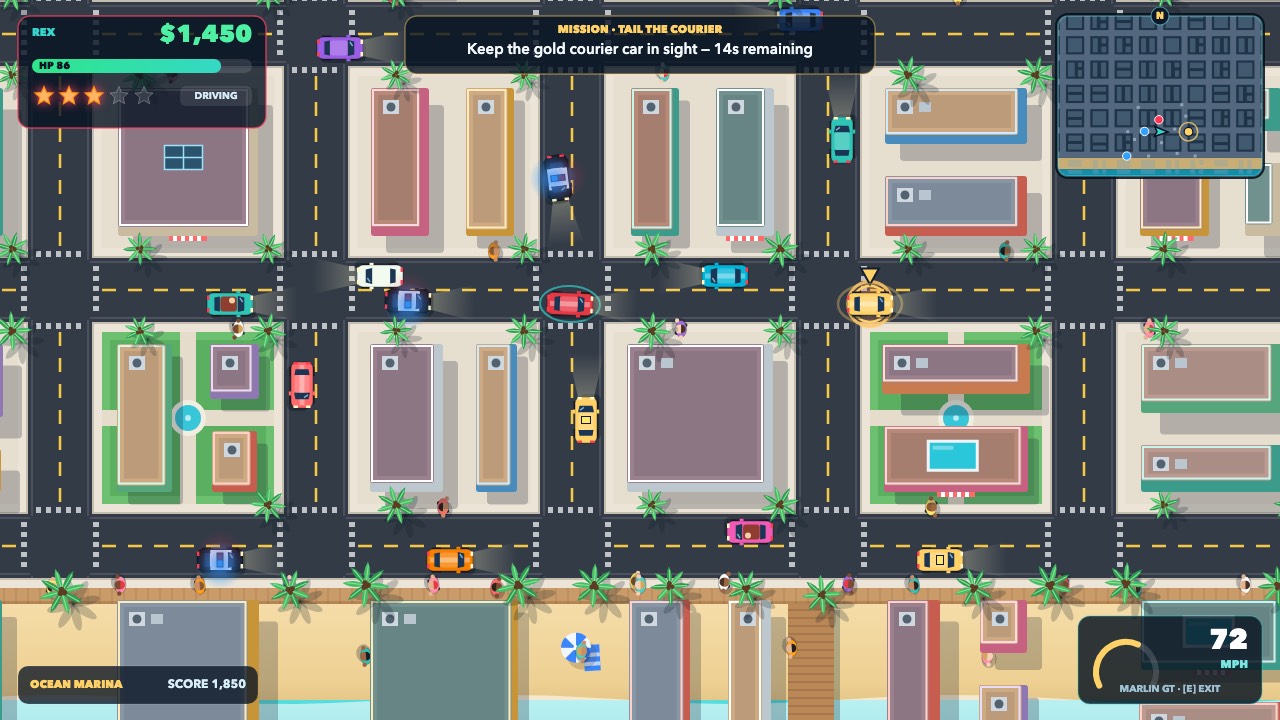 REX
$1,450
HP 86
DRIVING
MISSION · TAIL THE COURIER
Keep the gold courier car in sight – 14s remaining
N
OCEAN MARINA
SCORE 1,850
72
MPH
MARLIN GT · [E] EXIT